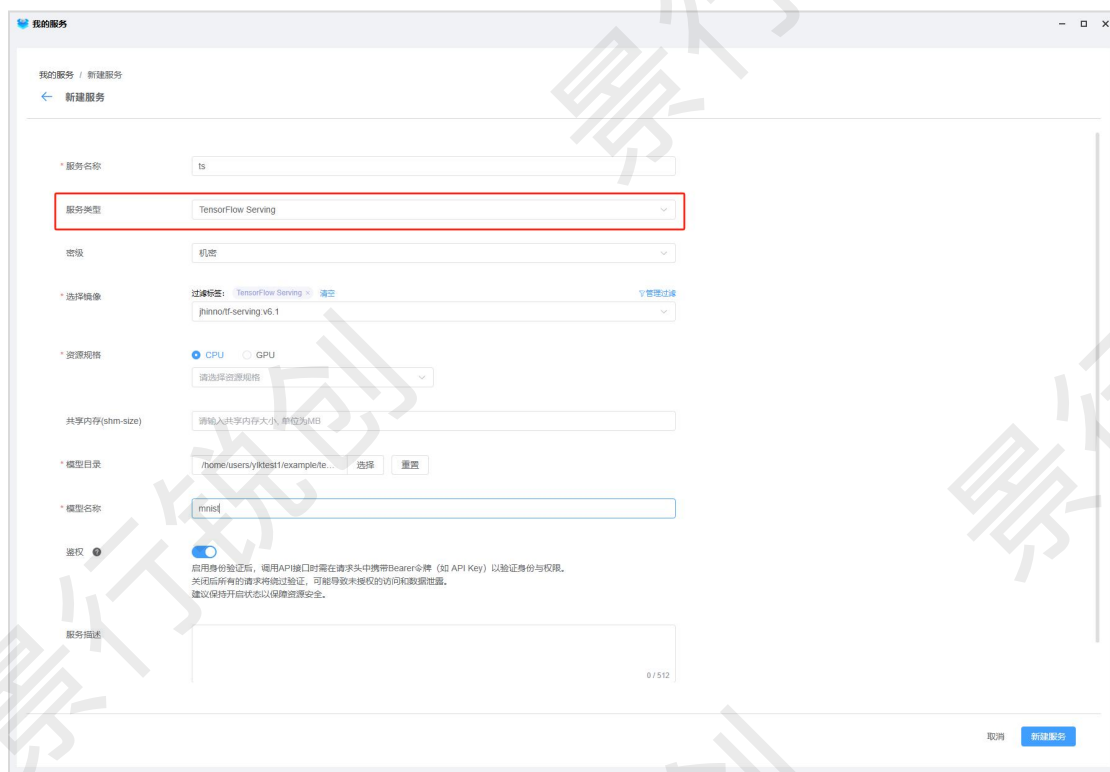 我的服务
我的服务 / 新建服务
← 新建服务
* 服务名称 ts
服务类型 TensorFlow Serving
密级 机密
* 选择镜像 过滤标签： TensorFlow Serving × 清空 管理过滤
jhinno/tf-serving:v6.1
* 资源规格 CPU GPU
请选择资源规格
共享内存(shm-size) 请输入共享内存大小, 单位为MB
* 模型目录 /home/users/ylktest1/example/te... 选择 重置
* 模型名称 mnist
鉴权 ?
启用身份验证后，调用API接口时需在请求头中携带Bearer令牌（如 API Key）以验证身份与权限。
关闭后所有的请求将绕过验证，可能导致未授权的访问和数据泄露。
建议保持开启状态以保障资源安全。
服务描述
0 / 512
取消 新建服务
景行锐创